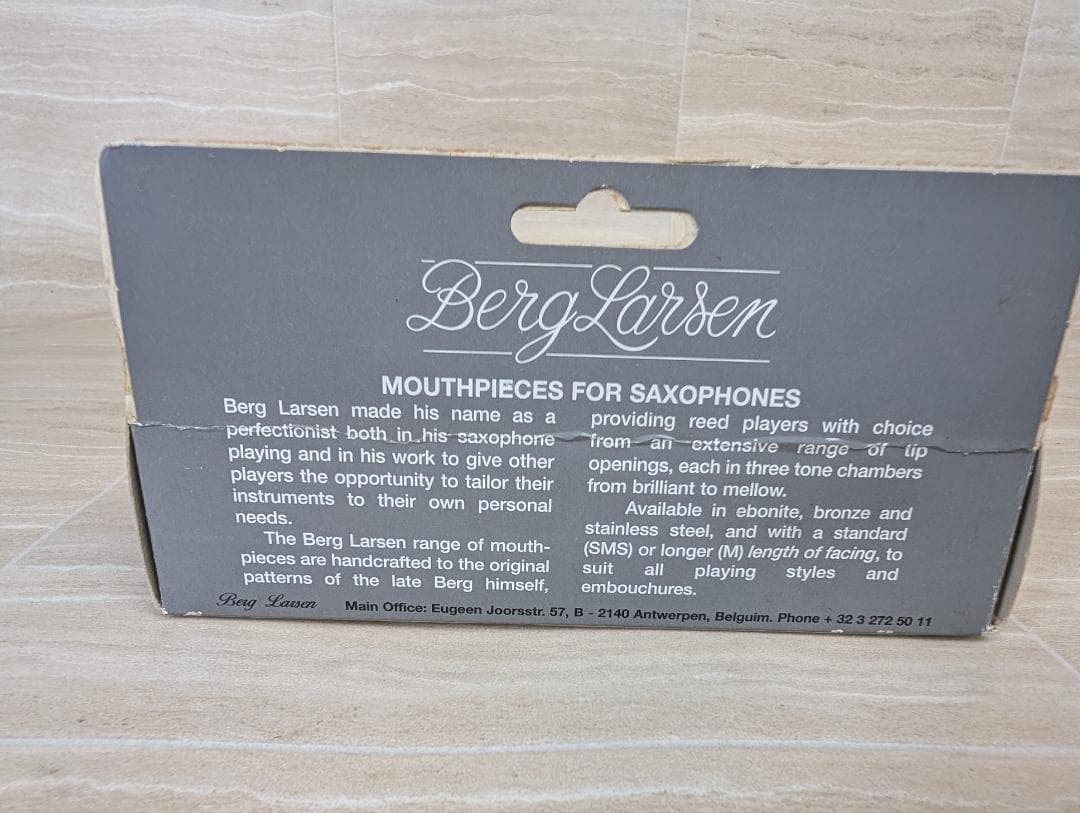 Berg Larsen
MOUTHPIECES FOR SAXOPHONES
Berg Larsen made his name as a
perfectionist both in his saxophone
playing and in his work to give other
players the opportunity to tailor their
instruments to their own personal
needs.
The Berg Larsen range of mouth-
pieces are handcrafted to the original
patterns of the late Berg himself,
providing reed players with choice
from an extensive range of tip
openings, each in three tone chambers
from brilliant to mellow.
Available in ebonite, bronze and
stainless steel, and with a standard
(SMS) or longer (M) length of facing, to
suit all playing styles and
embouchures.
Berg Larsen Main Office: Eugeen Joorsstr. 57, B - 2140 Antwerpen, Belguim. Phone + 32 3 272 50 11